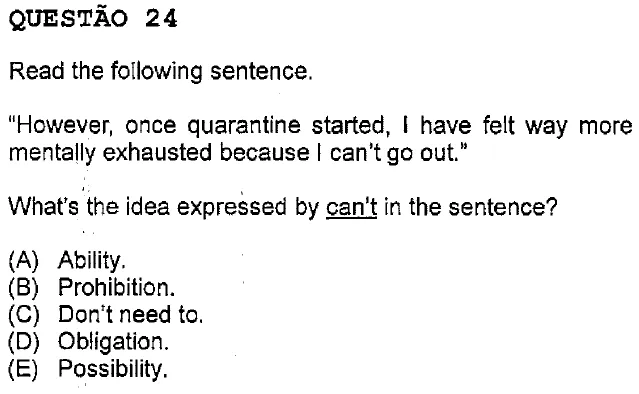 QUESTÃO 24
Read the following sentence.
"However, once quarantine started, I have felt way more
mentally exhausted because I can't go out."
What's the idea expressed by can't in the sentence?
(A) Ability.
(B) Prohibition.
(C) Don't need to.
(D) Obligation.
(E) Possibility.